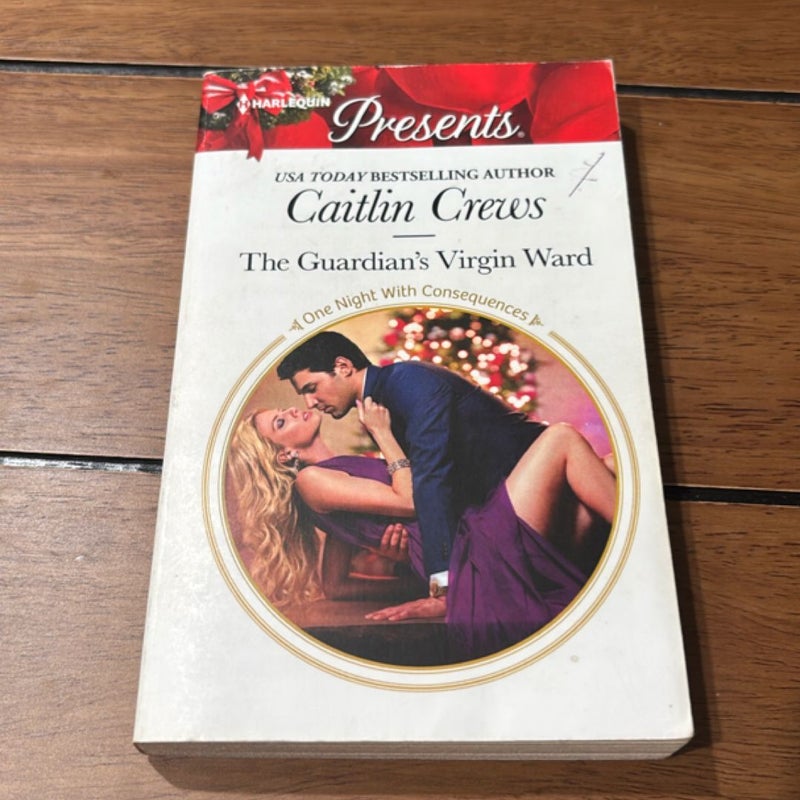 HARLEQUIN
Presents®
USA TODAY BESTSELLING AUTHOR
Caitlin Crews
The Guardian's Virgin Ward
One Night With Consequences